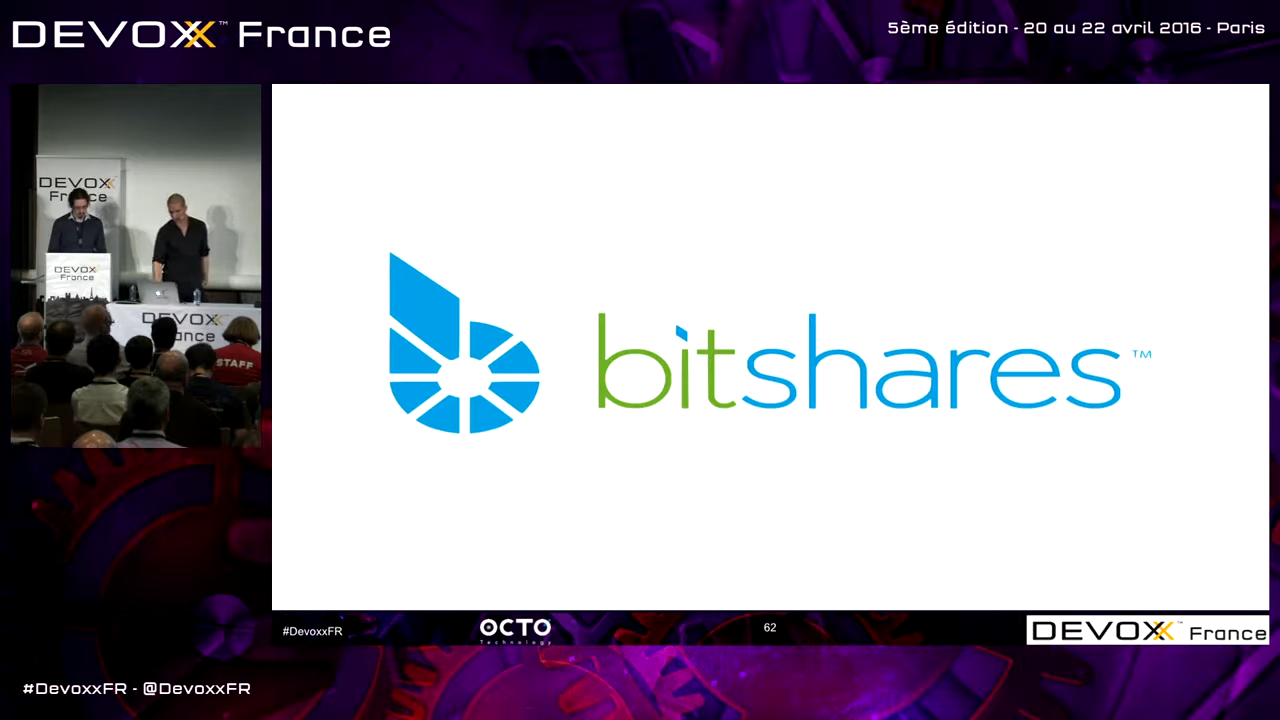 DEVOXX™ France
5ème édition - 20 au 22 avril 2016 - Paris
DEVOXX
France
DEVOXX
France
DEVOXX
France
STAFF
bitshares™
#DevoxxFR
OCTO
Technology
62
DEVOXX France
#DevoxxFR - @DevoxxFR